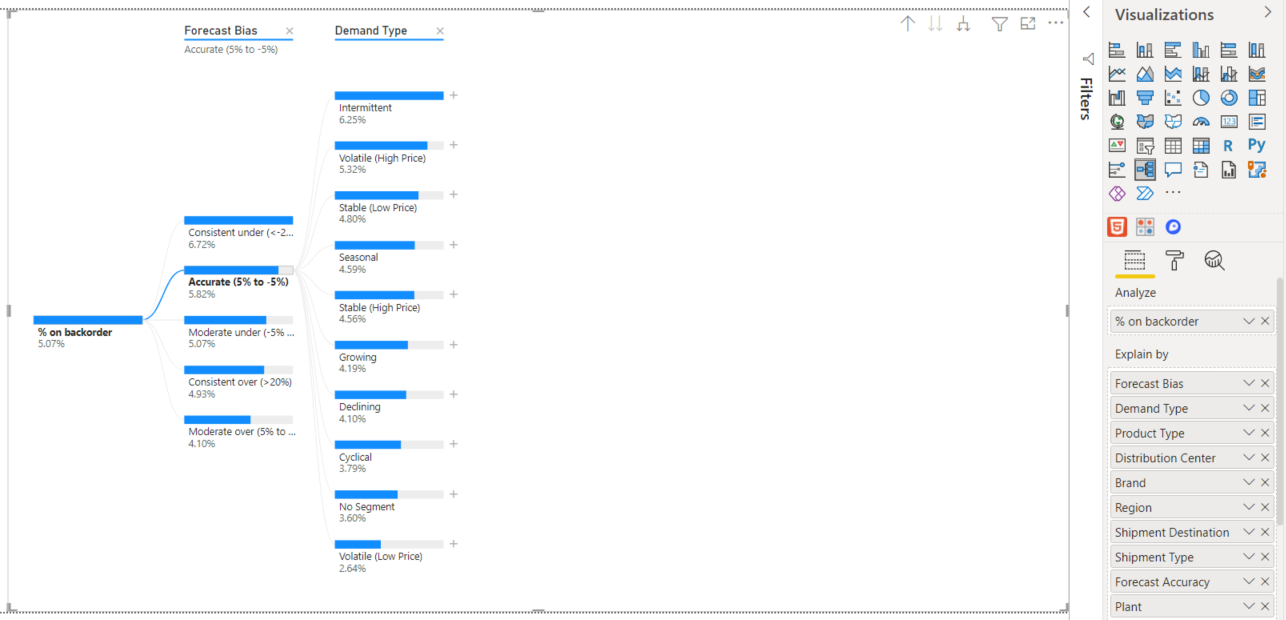 Forecast Bias
Accurate (5% to -5%)
Demand Type
% on backorder
5.07%
Consistent under (<-2...
6.72%
Accurate (5% to -5%)
5.82%
Moderate under (-5% ...
5.07%
Consistent over (>20%)
4.93%
Moderate over (5% to ...
4.10%
Intermittent
6.25%
Volatile (High Price)
5.32%
Stable (Low Price)
4.80%
Seasonal
4.59%
Stable (High Price)
4.56%
Growing
4.19%
Declining
4.10%
Cyclical
3.79%
No Segment
3.60%
Volatile (Low Price)
2.64%
Filters
Visualizations
123
R
Py
5
Analyze
% on backorder
Explain by
Forecast Bias
Demand Type
Product Type
Distribution Center
Brand
Region
Shipment Destination
Shipment Type
Forecast Accuracy
Plant